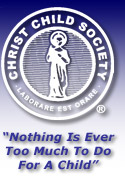 CHRIST CHILD SOCIETY
LABORARE EST ORARE
®
“Nothing Is Ever
Too Much To Do
For A Child”